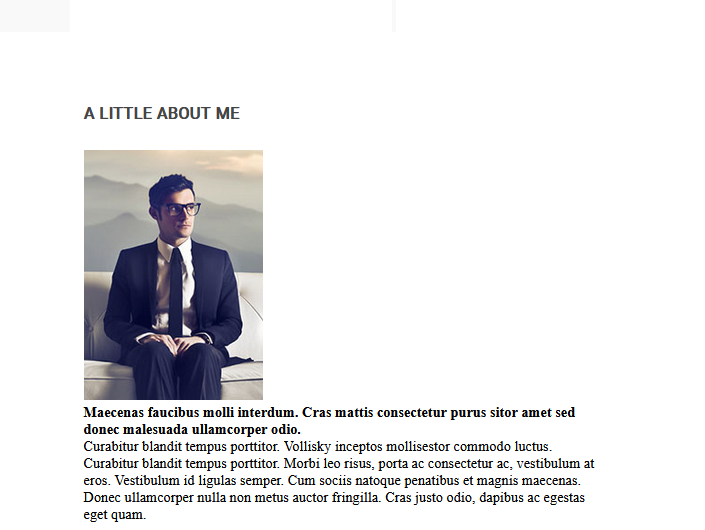 A LITTLE ABOUT ME
Maecenas faucibus molli interdum. Cras mattis consectetur purus sitor amet sed
donec malesuada ullamcorper odio.
Curabitur blandit tempus porttitor. Vollisky inceptos mollisestor commodo luctus.
Curabitur blandit tempus porttitor. Morbi leo risus, porta ac consectetur ac, vestibulum at
eros. Vestibulum id ligulas semper. Cum sociis natoque penatibus et magnis maecenas.
Donec ullamcorper nulla non metus auctor fringilla. Cras justo odio, dapibus ac egestas
eget quam.